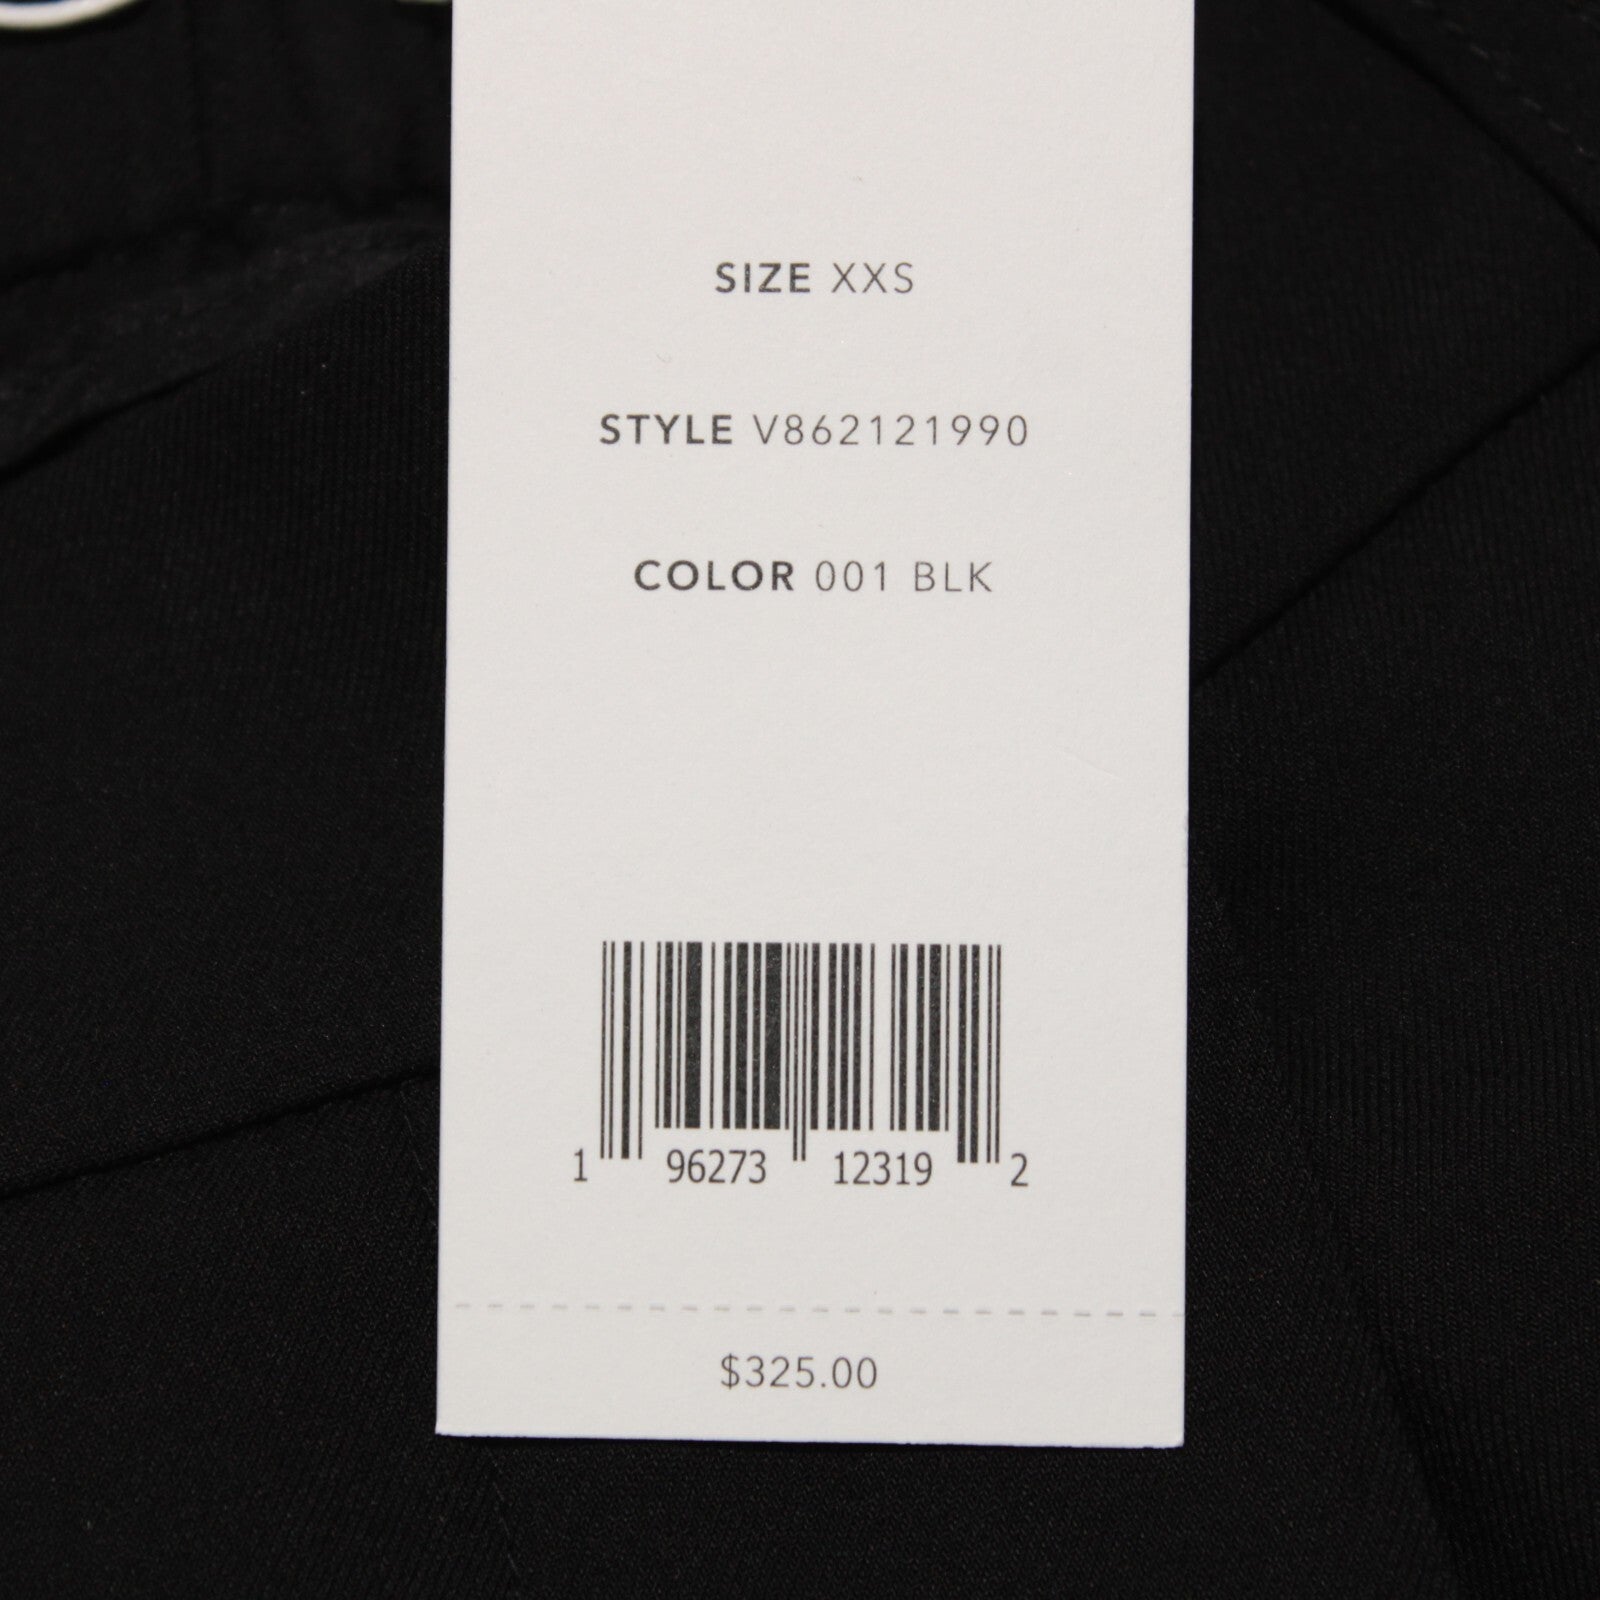 SIZE XXS
STYLE V862121990
COLOR 001 BLK
1 96273 12319 2
$325.00